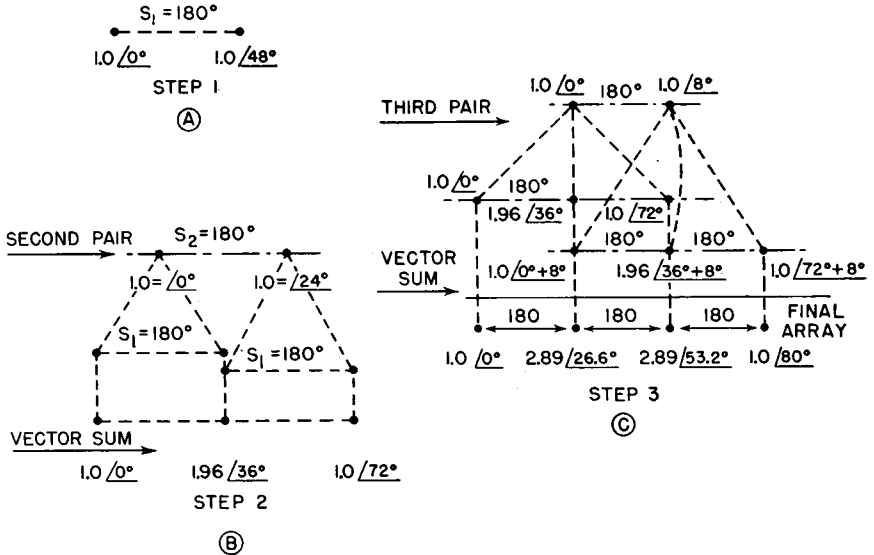 S₁=180°
1.0/0° 1.0/48°
STEP 1
A
SECOND PAIR S₂=180°
1.0=/0° 1.0=/24°
S₁=180°
S₁=180°
VECTOR SUM
1.0/0° 1.96/36° 1.0/72°
STEP 2
B
1.0/0° 180° 1.0/8°
THIRD PAIR
1.0/0° 180°
1.96/36° 1.0/72°
180° 180°
VECTOR
SUM
1.0/0°+8° 1.96/36°+8° 1.0/72°+8°
180 180 180 FINAL
ARRAY
1.0/0° 2.89/26.6° 2.89/53.2° 1.0/80°
STEP 3
C